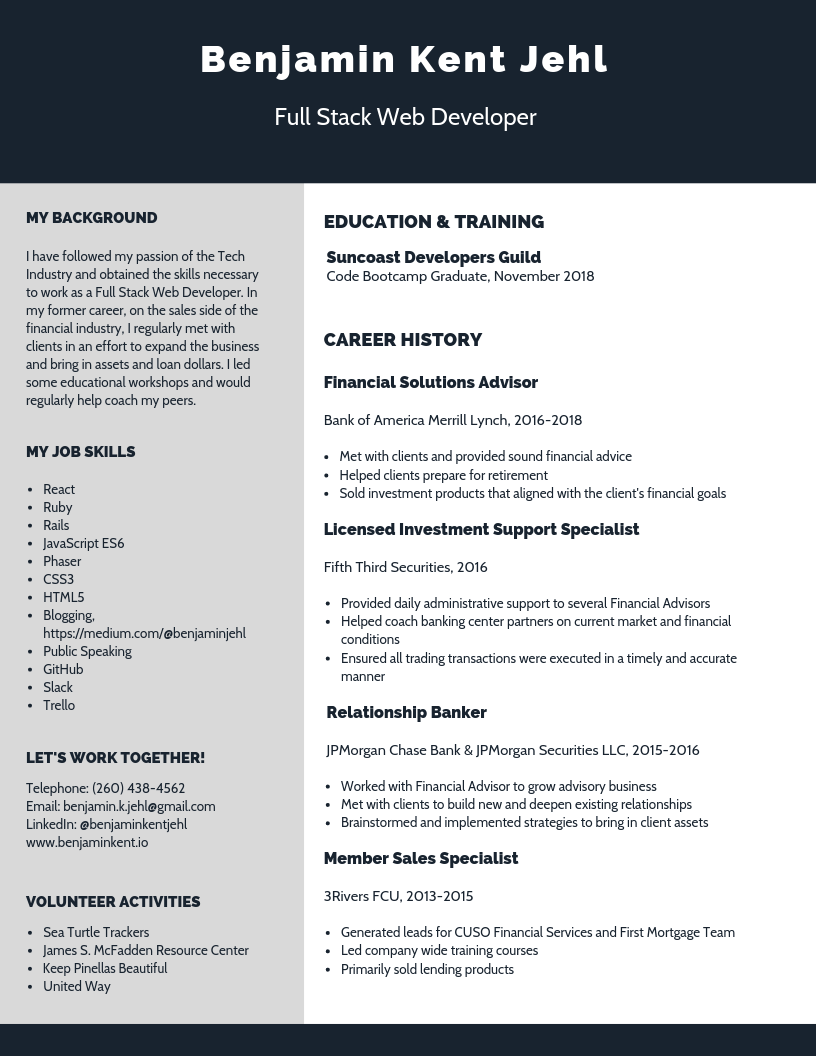 Benjamin Kent Jehl
Full Stack Web Developer
MY BACKGROUND
I have followed my passion of the Tech
Industry and obtained the skills necessary
to work as a Full Stack Web Developer. In
my former career, on the sales side of the
financial industry, I regularly met with
clients in an effort to expand the business
and bring in assets and loan dollars. I led
some educational workshops and would
regularly help coach my peers.
MY JOB SKILLS
• React
• Ruby
• Rails
• JavaScript ES6
• Phaser
• CSS3
• HTML5
• Blogging,
https://medium.com/@benjaminjehl
• Public Speaking
• GitHub
• Slack
• Trello
LET'S WORK TOGETHER!
Telephone: (260) 438-4562
Email: benjamin.k.jehl@gmail.com
LinkedIn: @benjaminkentjehl
www.benjaminkent.io
VOLUNTEER ACTIVITIES
• Sea Turtle Trackers
• James S. McFadden Resource Center
• Keep Pinellas Beautiful
• United Way
EDUCATION & TRAINING
Suncoast Developers Guild
Code Bootcamp Graduate, November 2018
CAREER HISTORY
Financial Solutions Advisor
Bank of America Merrill Lynch, 2016-2018
• Met with clients and provided sound financial advice
• Helped clients prepare for retirement
• Sold investment products that aligned with the client's financial goals
Licensed Investment Support Specialist
Fifth Third Securities, 2016
• Provided daily administrative support to several Financial Advisors
• Helped coach banking center partners on current market and financial
conditions
• Ensured all trading transactions were executed in a timely and accurate
manner
Relationship Banker
JPMorgan Chase Bank & JPMorgan Securities LLC, 2015-2016
• Worked with Financial Advisor to grow advisory business
• Met with clients to build new and deepen existing relationships
• Brainstormed and implemented strategies to bring in client assets
Member Sales Specialist
3Rivers FCU, 2013-2015
• Generated leads for CUSO Financial Services and First Mortgage Team
• Led company wide training courses
• Primarily sold lending products